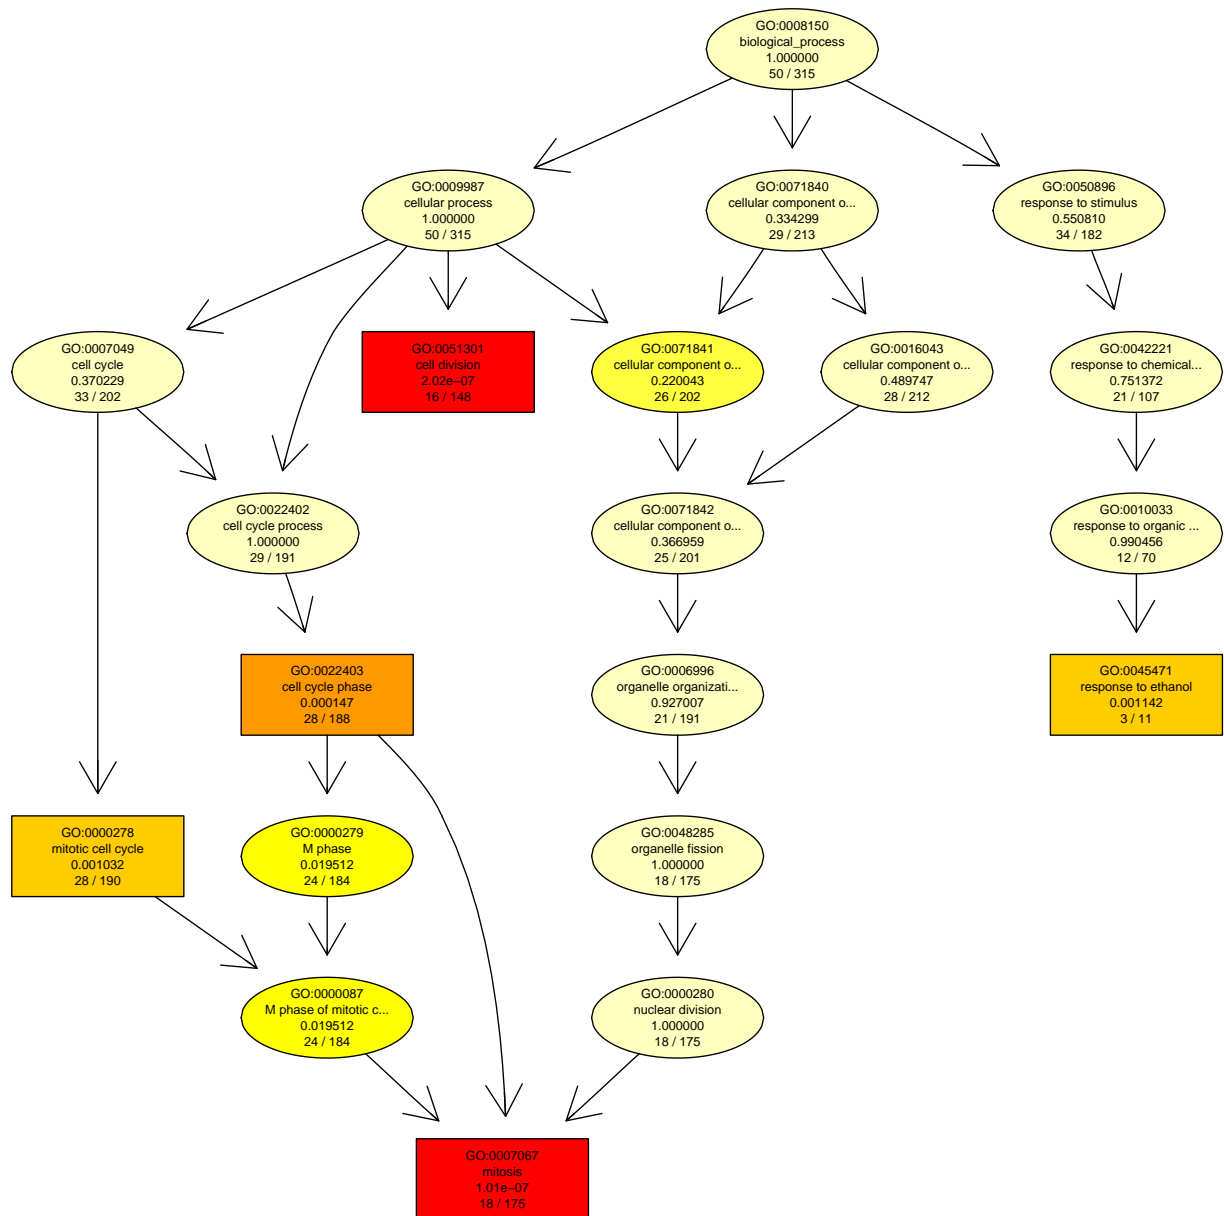 GO:0008150
biological_process
1.000000
50 / 315
GO:0009987
cellular process
1.000000
50 / 315
GO:0071840
cellular component o...
0.334299
29 / 213
GO:0050896
response to stimulus
0.550810
34 / 182
GO:0007049
cell cycle
0.370229
33 / 202
GO:0051301
cell division
2.02e−07
16 / 148
GO:0071841
cellular component o...
0.220043
26 / 202
GO:0016043
cellular component o...
0.489747
28 / 212
GO:0042221
response to chemical...
0.751372
21 / 107
GO:0022402
cell cycle process
1.000000
29 / 191
GO:0071842
cellular component o...
0.366959
25 / 201
GO:0010033
response to organic ...
0.990456
12 / 70
GO:0022403
cell cycle phase
0.000147
28 / 188
GO:0006996
organelle organizati...
0.927007
21 / 191
GO:0045471
response to ethanol
0.001142
3 / 11
GO:0000278
mitotic cell cycle
0.001032
28 / 190
GO:0000279
M phase
0.019512
24 / 184
GO:0048285
organelle fission
1.000000
18 / 175
GO:0000087
M phase of mitotic c...
0.019512
24 / 184
GO:0000280
nuclear division
1.000000
18 / 175
GO:0007067
mitosis
1.01e−07
18 / 175